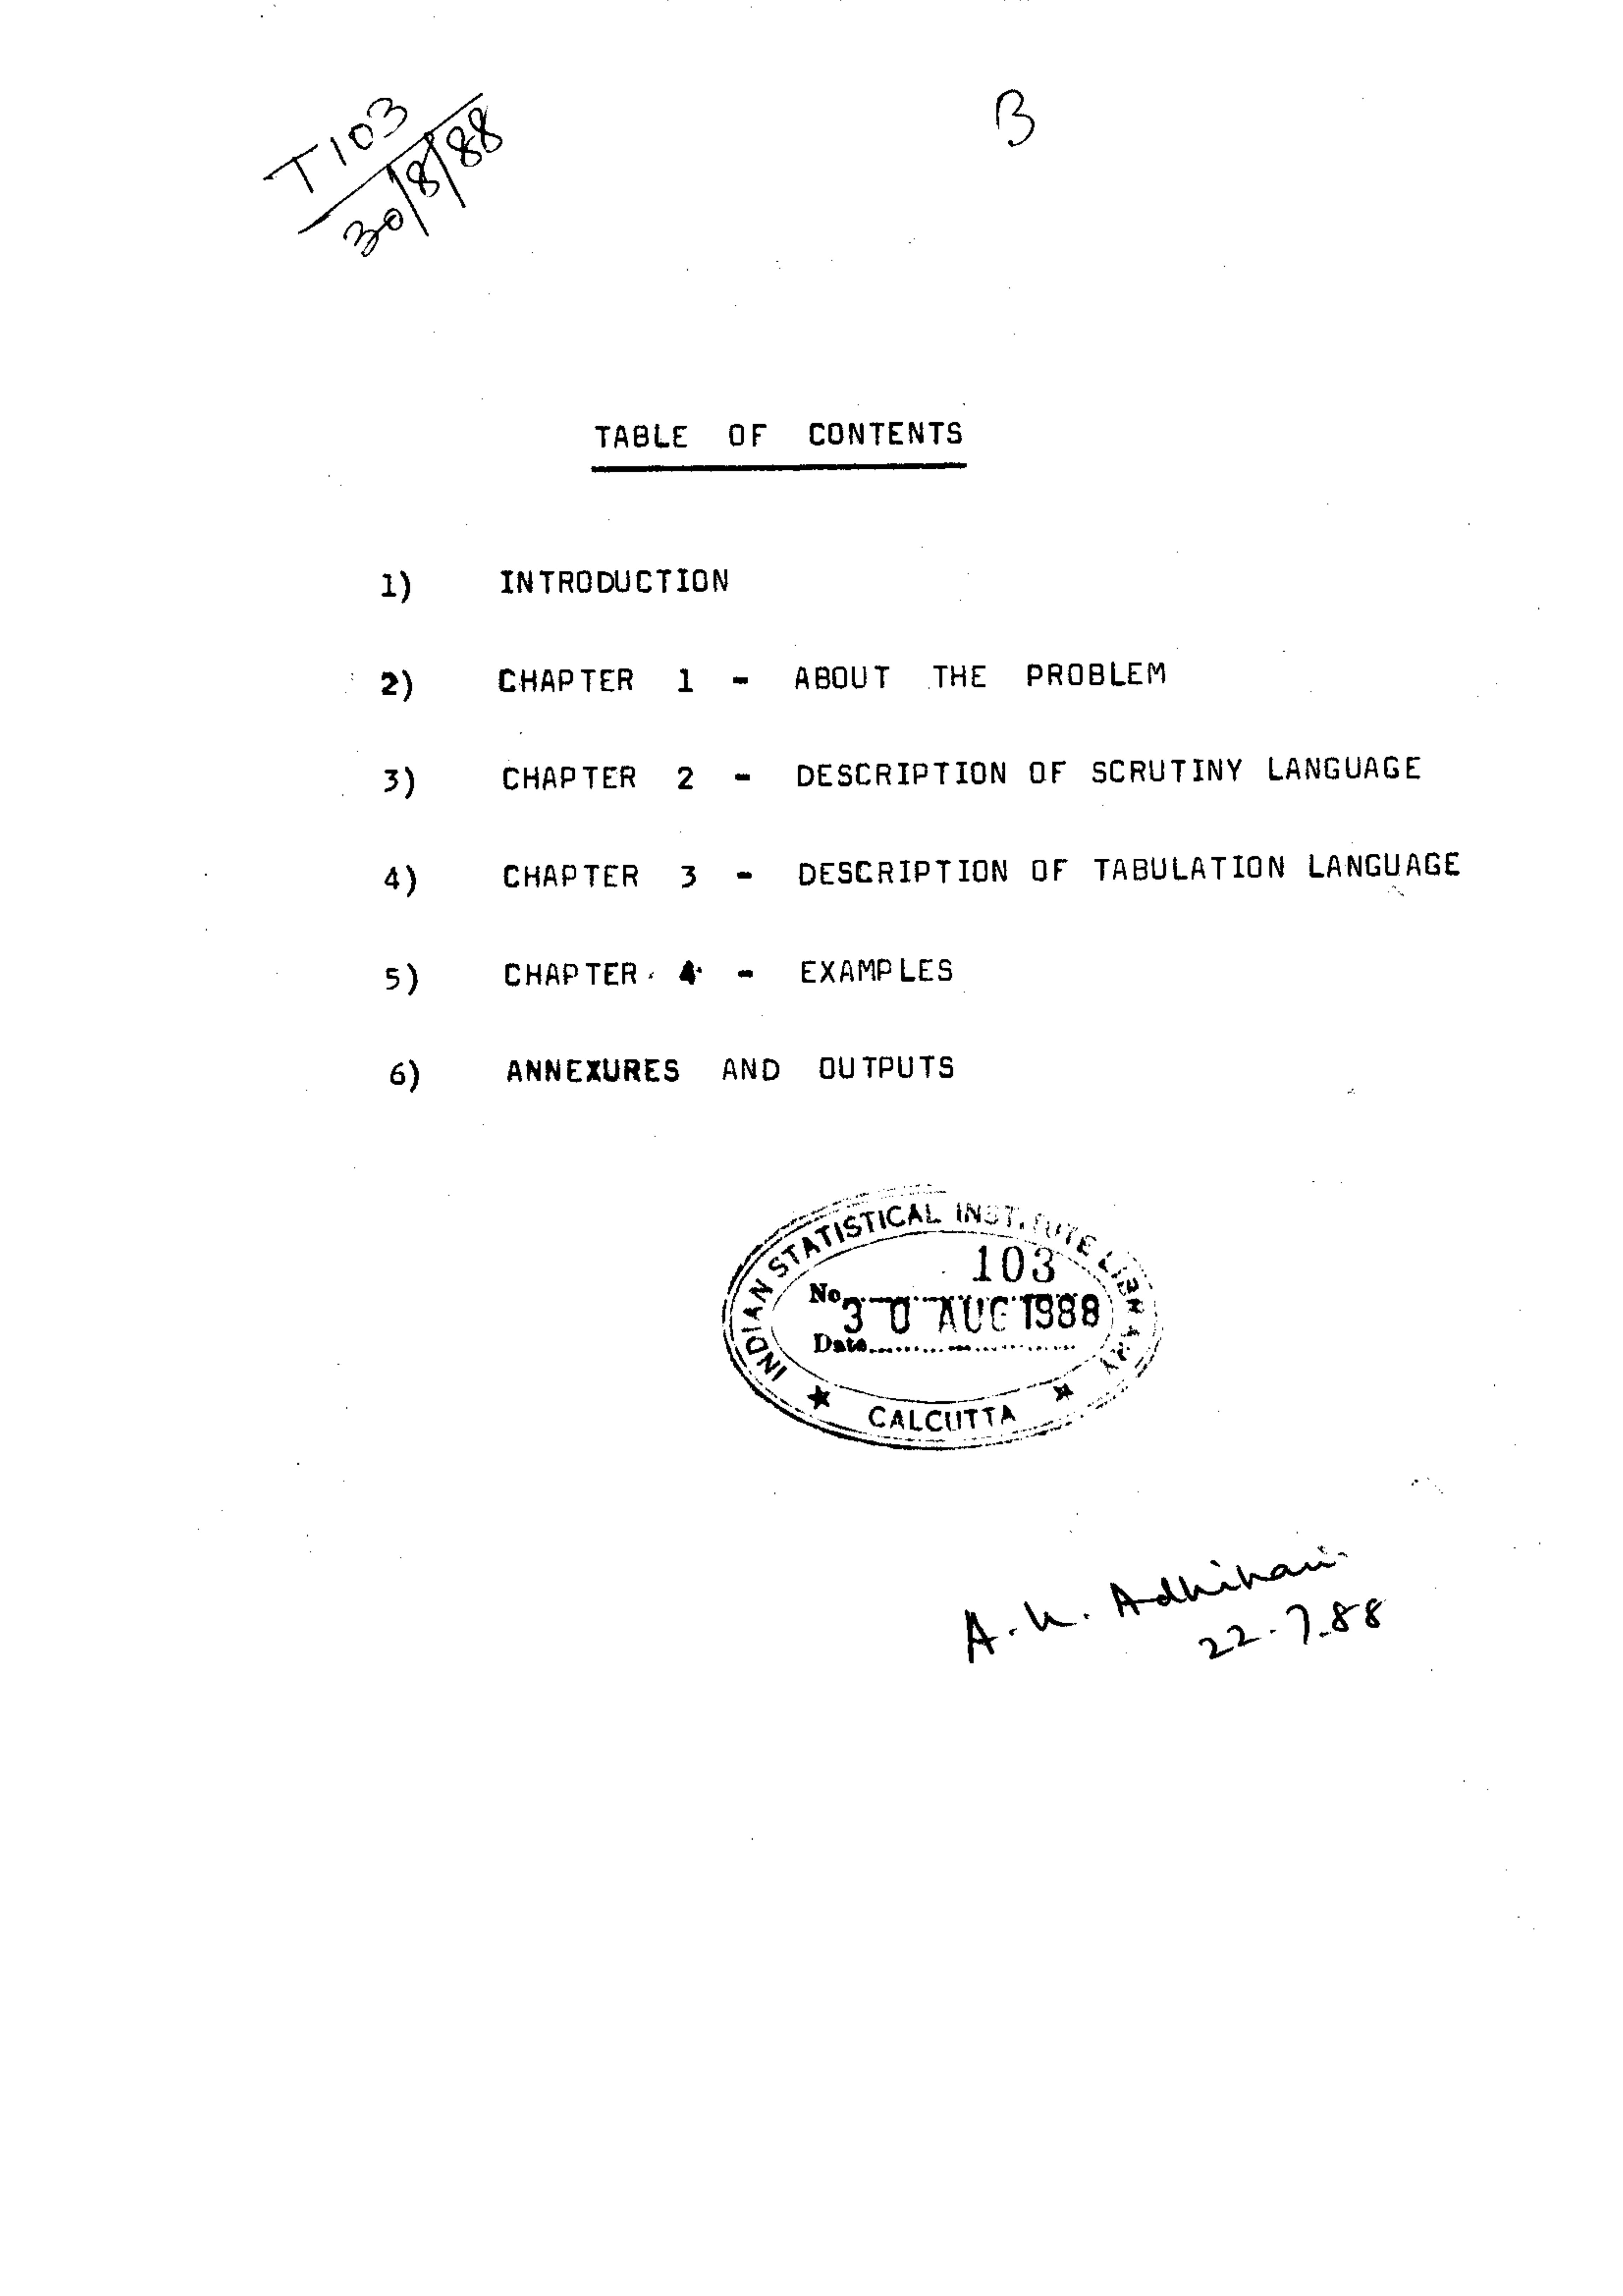 T103
30/8/88
B
TABLE OF CONTENTS
1) INTRODUCTION
2) CHAPTER 1 - ABOUT THE PROBLEM
3) CHAPTER 2 - DESCRIPTION OF SCRUTINY LANGUAGE
4) CHAPTER 3 - DESCRIPTION OF TABULATION LANGUAGE
5) CHAPTER 4 - EXAMPLES
6) ANNEXURES AND OUTPUTS
INDIAN STATISTICAL INSTITUTE LIBRARY
103
No
30 AUG 1988
Date
CALCUTTA
A.K. Adhikari
22.7.88